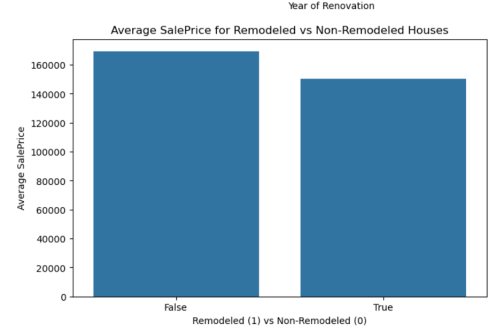 Year of Renovation
Average SalePrice for Remodeled vs Non-Remodeled Houses
160000
140000
120000
100000
80000
60000
40000
20000
0
Average SalePrice
False True
Remodeled (1) vs Non-Remodeled (0)